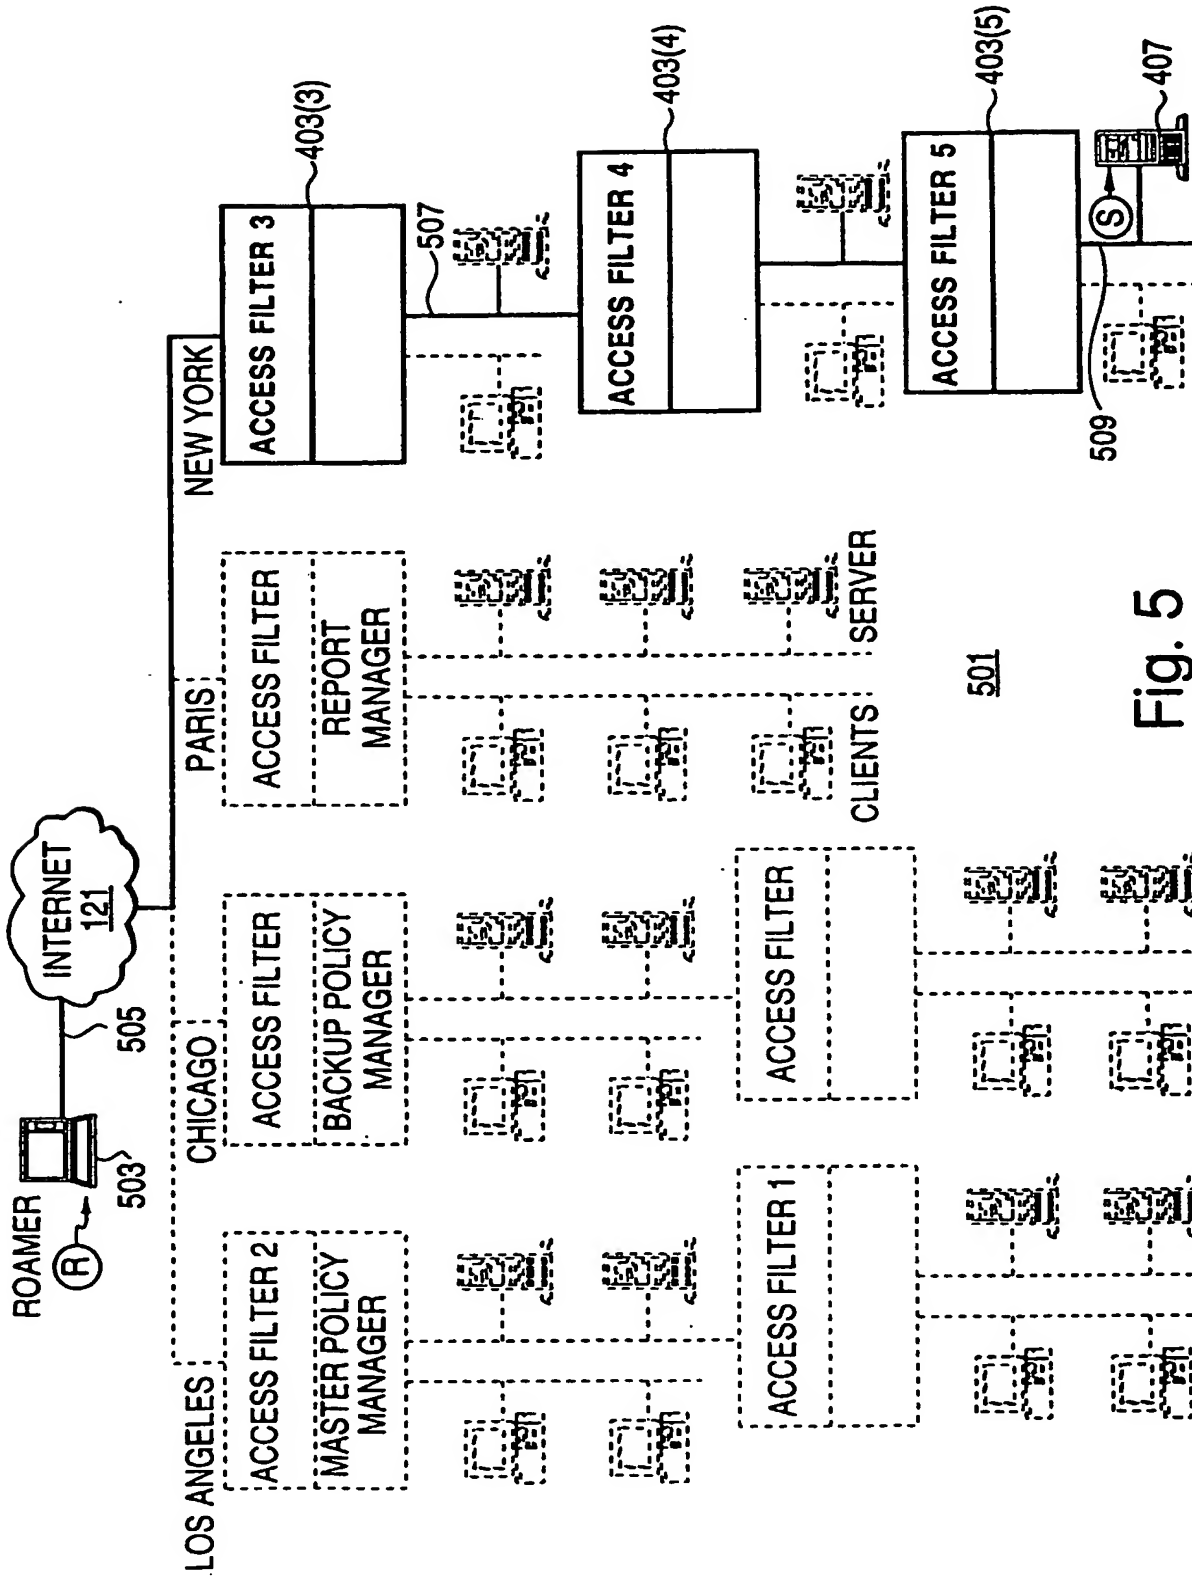 ROAMER
R
503
505
INTERNET
121
LOS ANGELES
CHICAGO
PARIS
NEW YORK
ACCESS FILTER 2
MASTER POLICY
MANAGER
ACCESS FILTER
BACKUP POLICY
MANAGER
ACCESS FILTER
REPORT
MANAGER
ACCESS FILTER 3
403(3)
507
ACCESS FILTER 4
403(4)
ACCESS FILTER 1
ACCESS FILTER
CLIENTS
SERVER
ACCESS FILTER 5
403(5)
509
S
407
501
Fig. 5